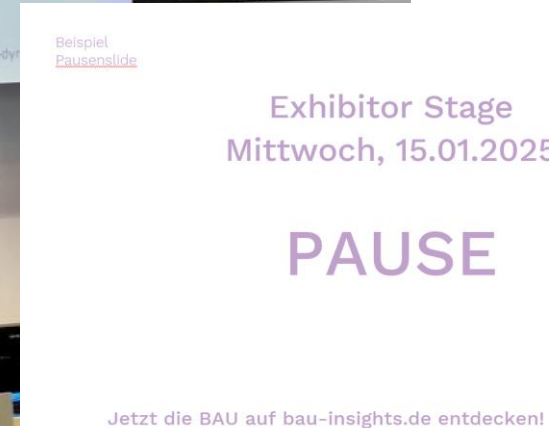 Beispiel
Pausenslide
Exhibitor Stage
Mittwoch, 15.01.2025
PAUSE
Jetzt die BAU auf bau-insights.de entdecken!